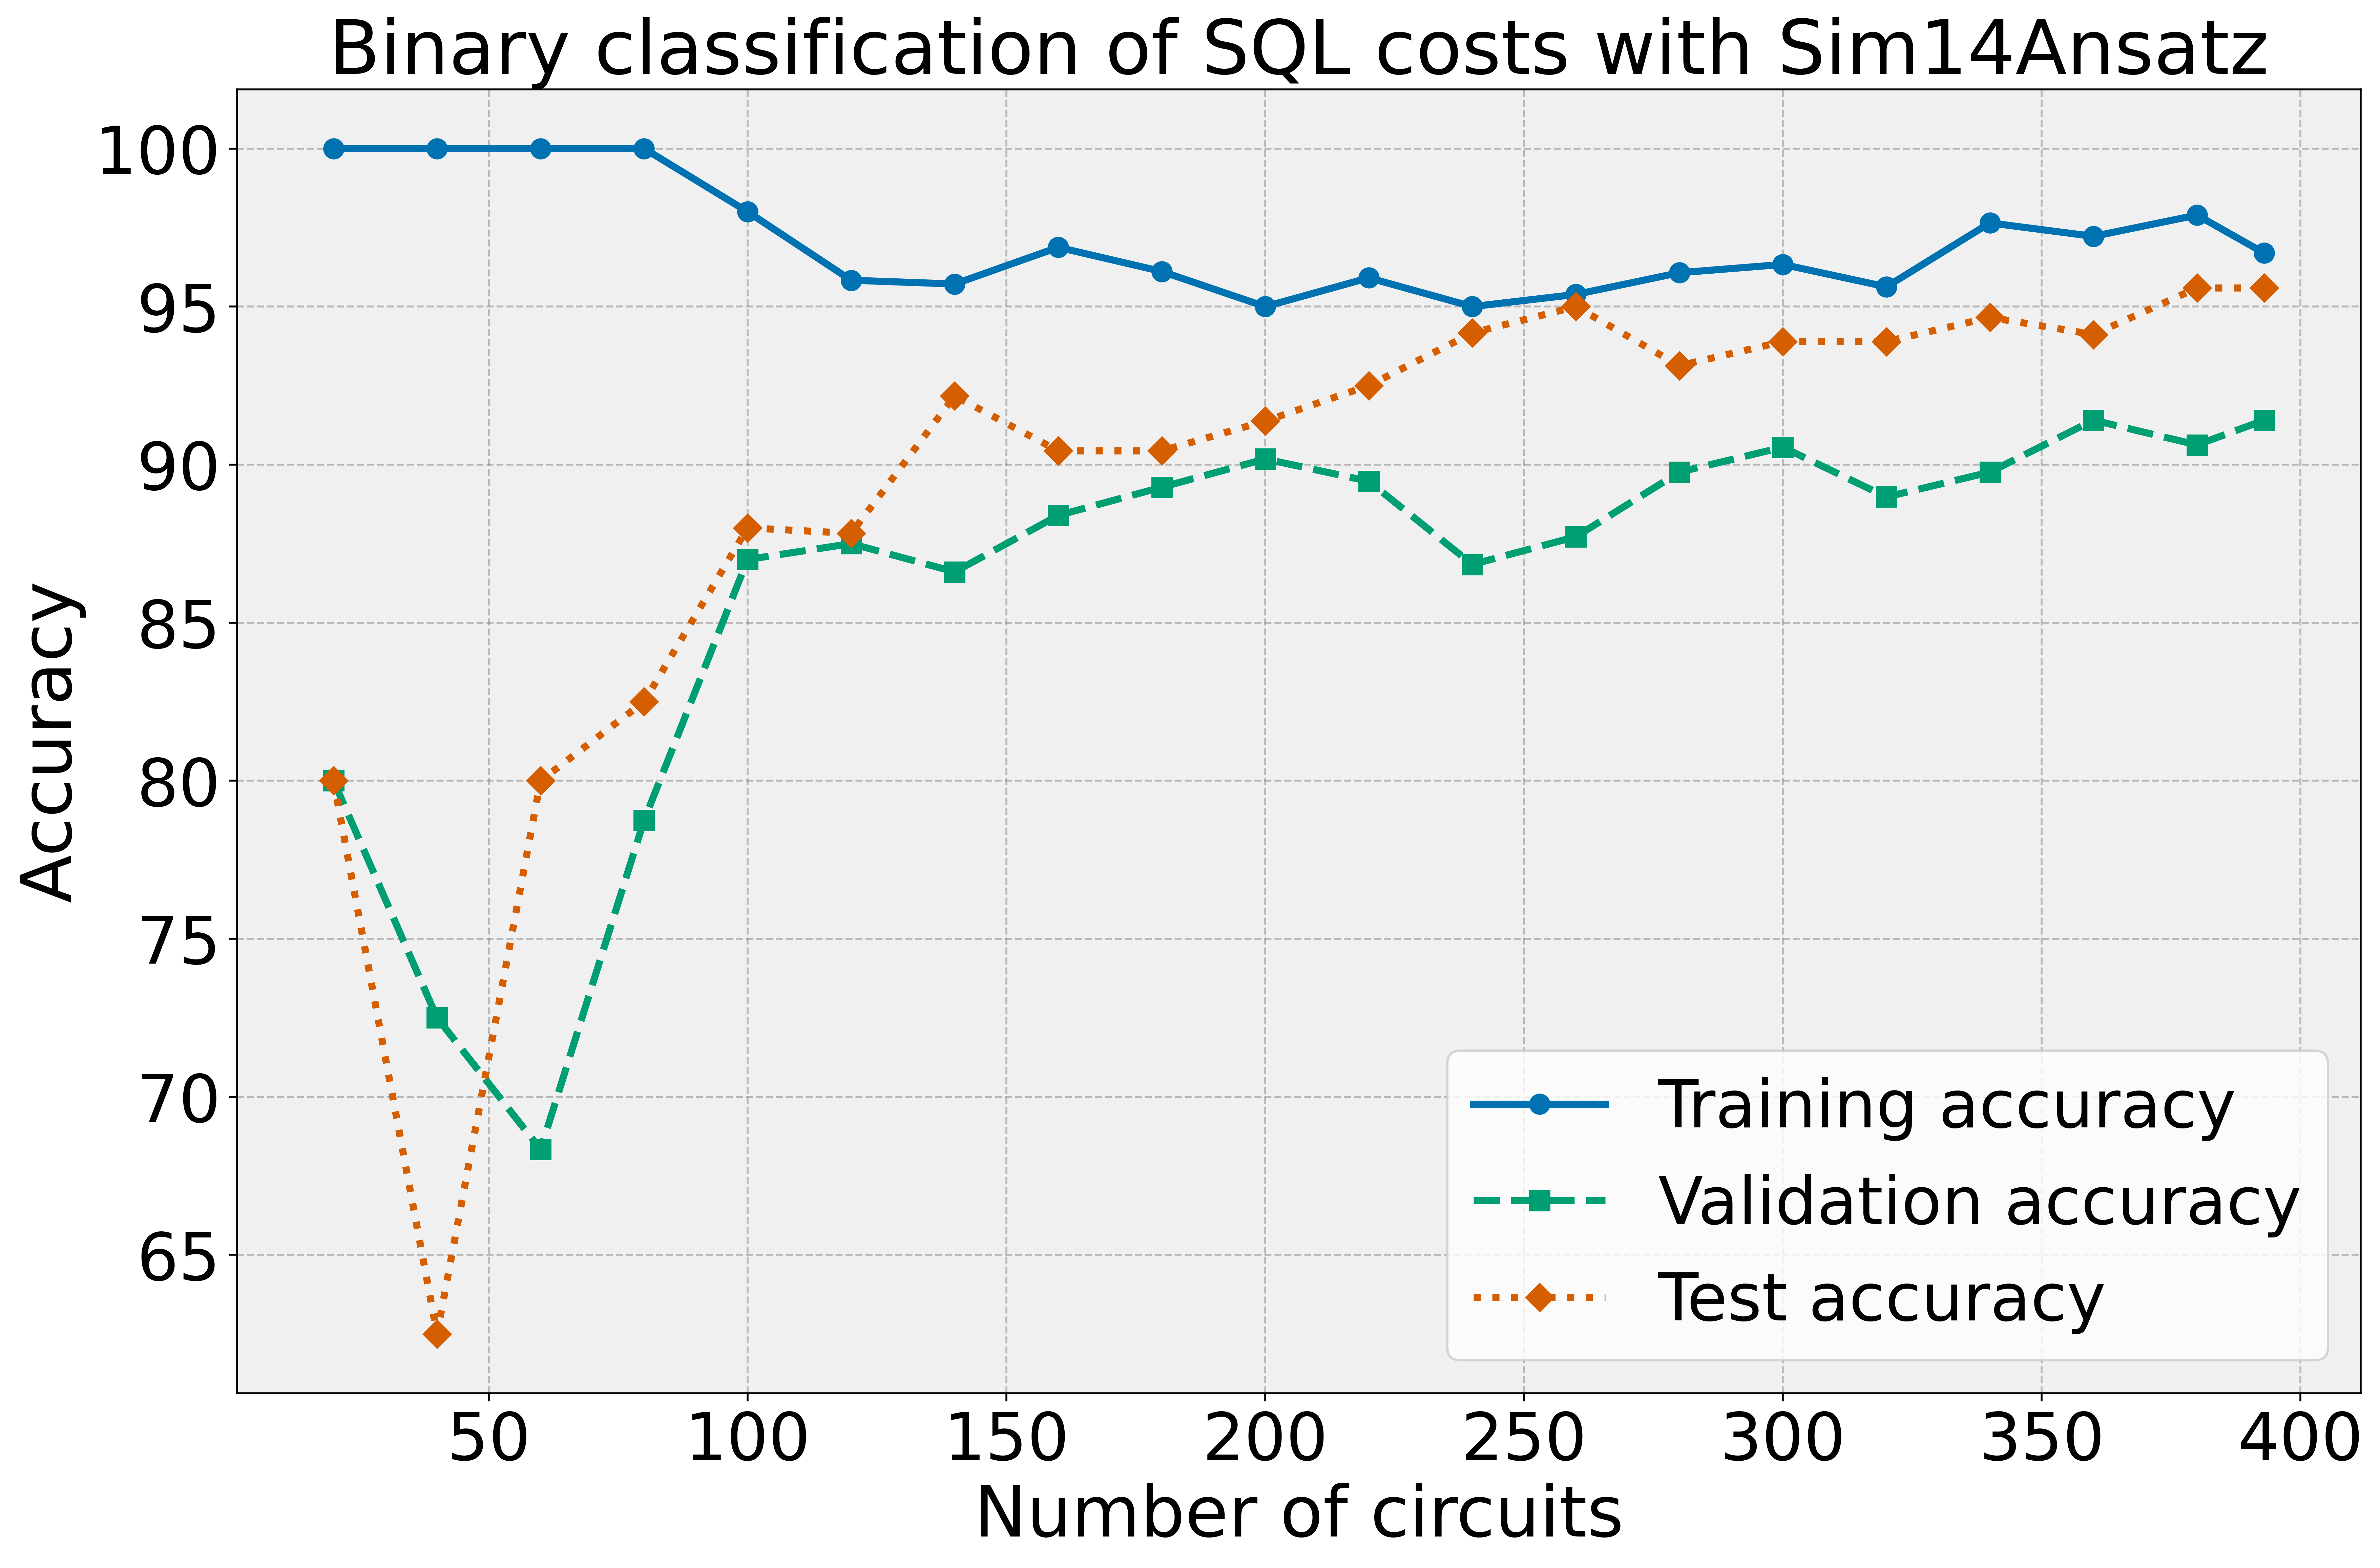 Binary classification of SQL costs with Sim14Ansatz
100
95
90
85
80
75
70
65
Accuracy
50 100 150 200 250 300 350 400
Number of circuits
Training accuracy
Validation accuracy
Test accuracy